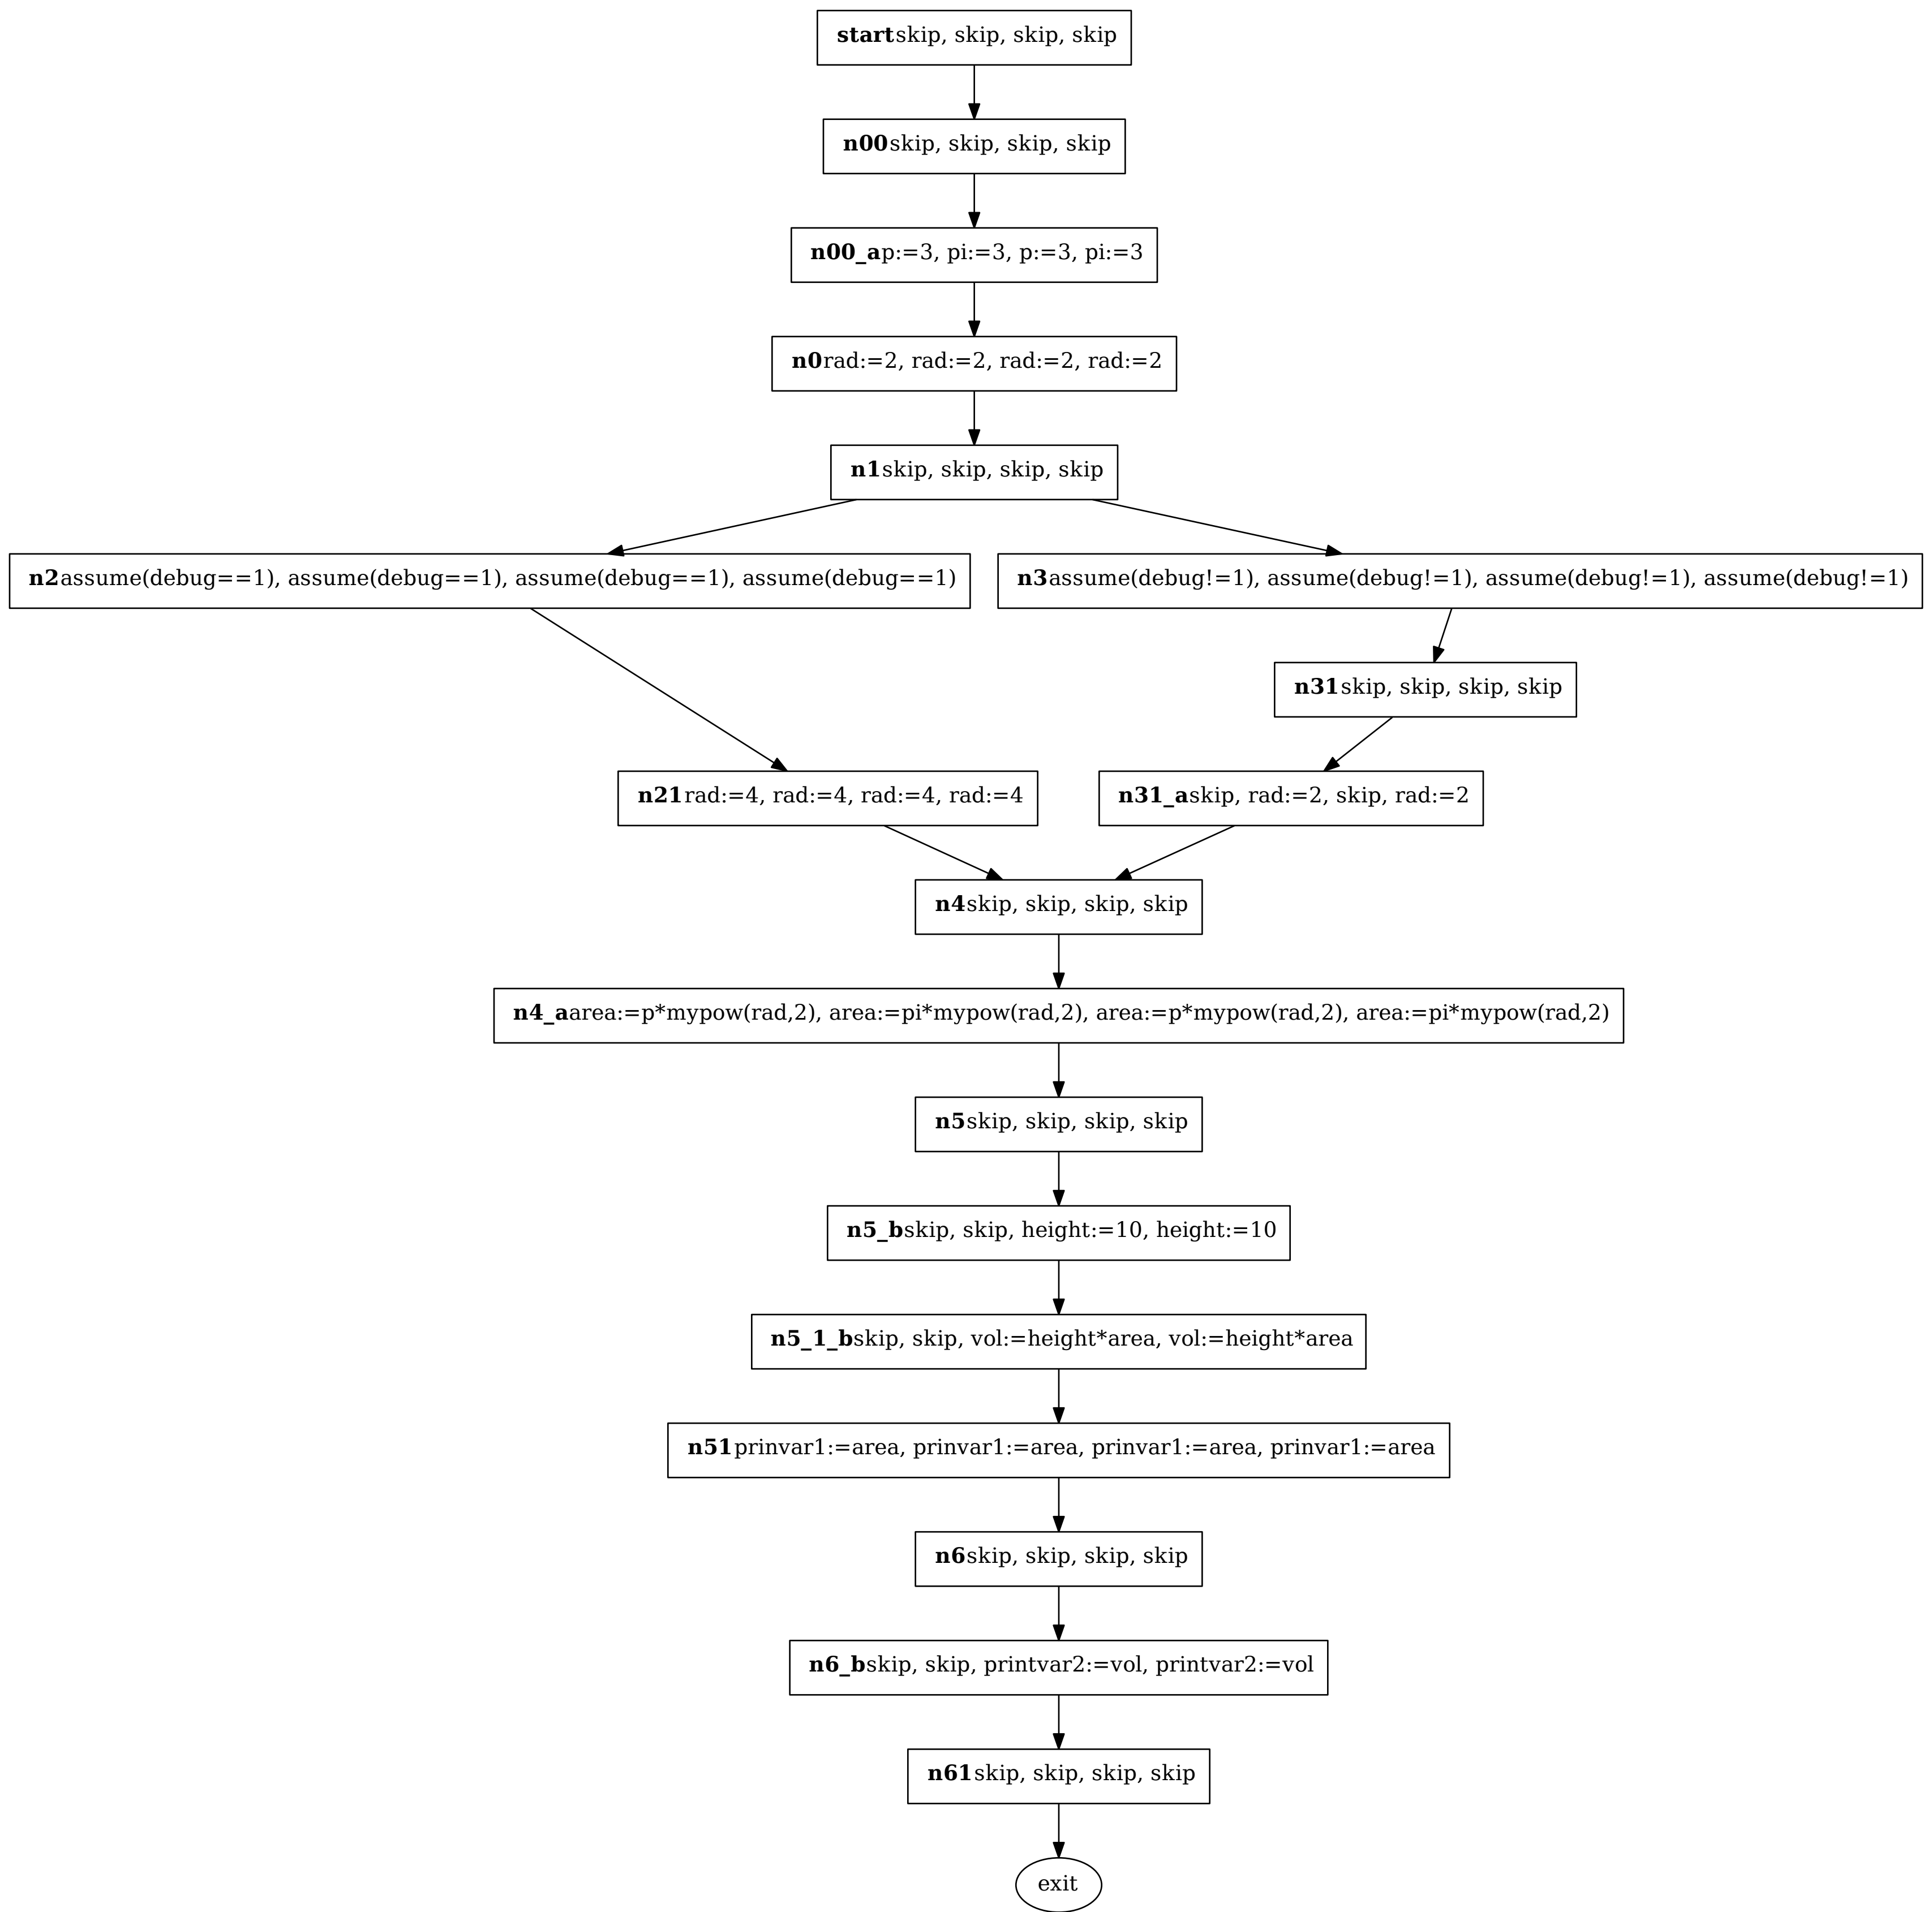 startskip, skip, skip, skip
n00skip, skip, skip, skip
n00_ap:=3, pi:=3, p:=3, pi:=3
n0rad:=2, rad:=2, rad:=2, rad:=2
n1skip, skip, skip, skip
n2assume(debug==1), assume(debug==1), assume(debug==1), assume(debug==1)
n3assume(debug!=1), assume(debug!=1), assume(debug!=1), assume(debug!=1)
n31skip, skip, skip, skip
n21rad:=4, rad:=4, rad:=4, rad:=4
n31_askip, rad:=2, skip, rad:=2
n4skip, skip, skip, skip
n4_aarea:=p*mypow(rad,2), area:=pi*mypow(rad,2), area:=p*mypow(rad,2), area:=pi*mypow(rad,2)
n5skip, skip, skip, skip
n5_bskip, skip, height:=10, height:=10
n5_1_bskip, skip, vol:=height*area, vol:=height*area
n51prinvar1:=area, prinvar1:=area, prinvar1:=area, prinvar1:=area
n6skip, skip, skip, skip
n6_bskip, skip, printvar2:=vol, printvar2:=vol
n61skip, skip, skip, skip
exit